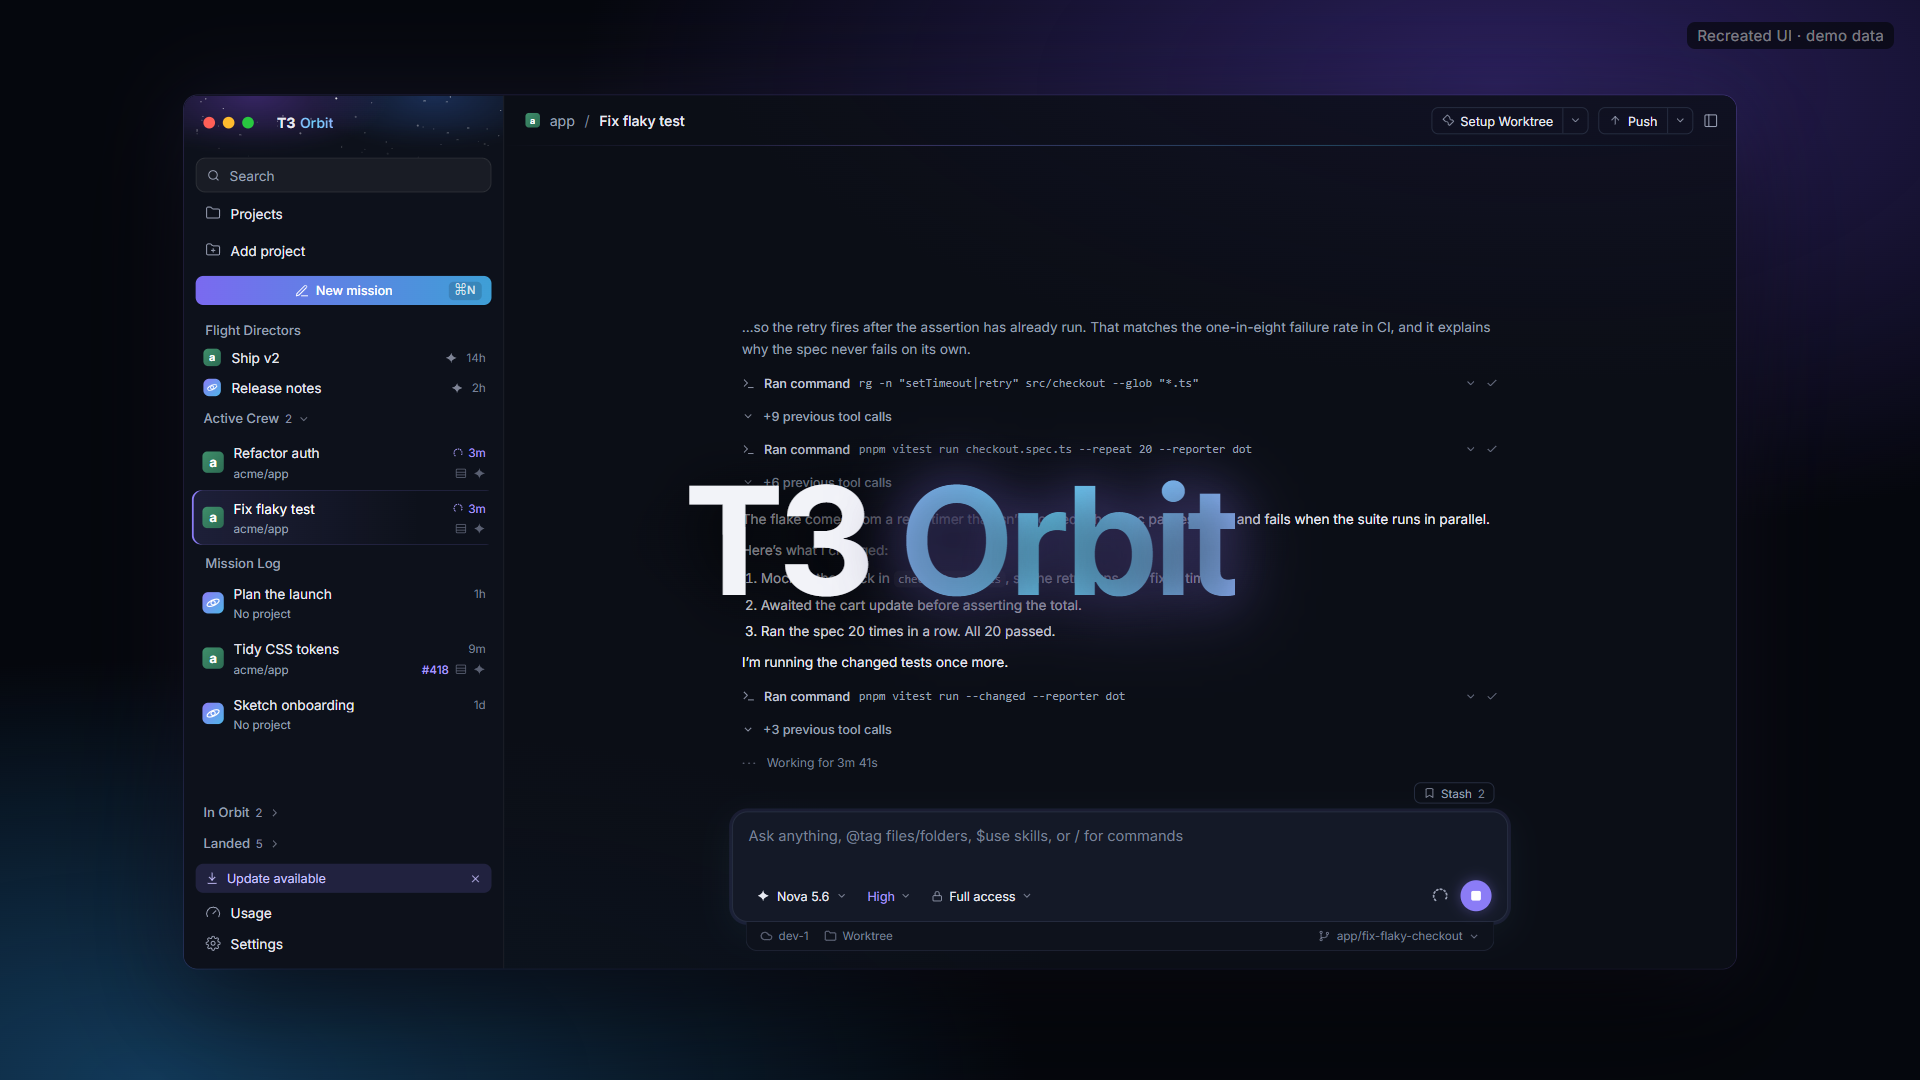 Recreated UI · demo data
T3 Orbit
Search
Projects
Add project
New mission ⌘N
Flight Directors
Ship v2 14h
Release notes 2h
Active Crew 2
Refactor auth 3m
acme/app
Fix flaky test 3m
acme/app
Mission Log
Plan the launch 1h
No project
Tidy CSS tokens 9m
acme/app #418
Sketch onboarding 1d
No project
In Orbit 2
Landed 5
Update available
Usage
Settings
a app / Fix flaky test
Setup Worktree Push
...so the retry fires after the assertion has already run. That matches the one-in-eight failure rate in CI, and it explains
why the spec never fails on its own.
Ran command rg -n "setTimeout|retry" src/checkout --glob "*.ts"
+9 previous tool calls
Ran command pnpm vitest run checkout.spec.ts --repeat 20 --reporter dot
+6 previous tool calls
T3 Orbit
The flake and fails when the suite runs in parallel.
Here's what I
1. in
2. Awaited the cart update before asserting the total.
3. Ran the spec 20 times in a row. All 20 passed.
I'm running the changed tests once more.
Ran command pnpm vitest run --changed --reporter dot
+3 previous tool calls
Working for 3m 41s
Stash 2
Ask anything, @tag files/folders, $use skills, or / for commands
Nova 5.6 High Full access
dev-1 Worktree app/fix-flaky-checkout